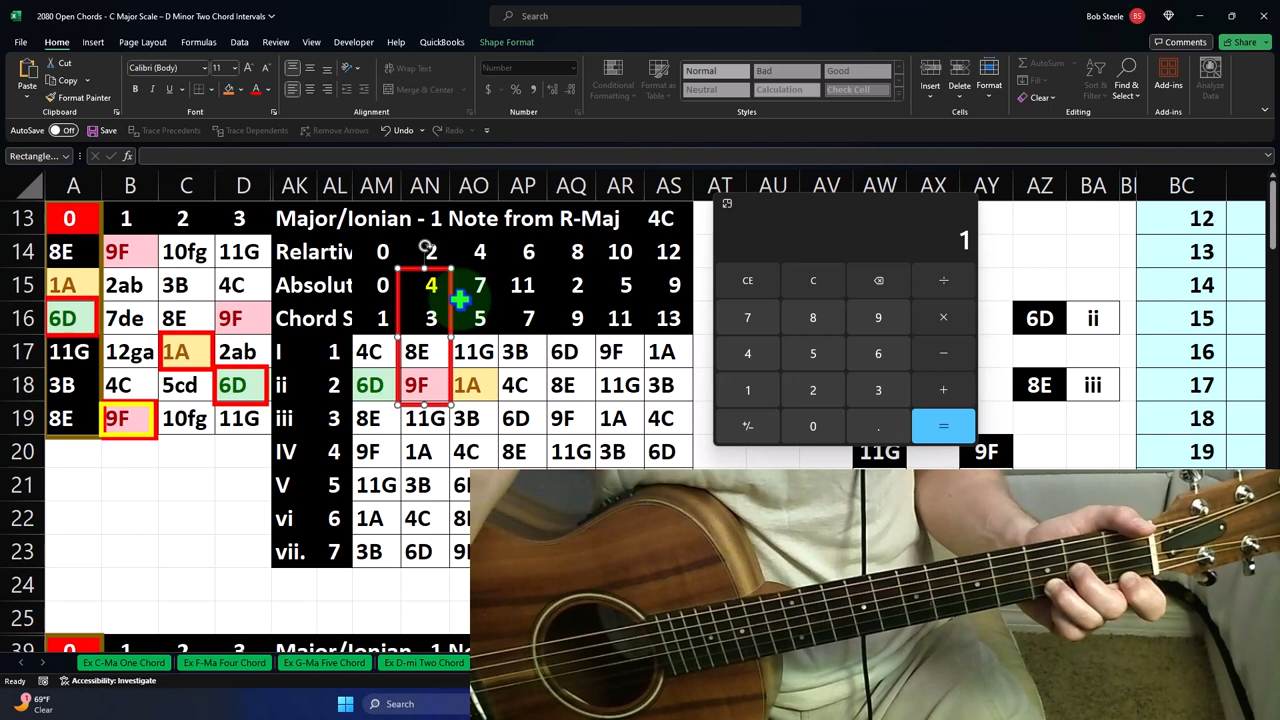 2080 Open Chords - C Major Scale – D Minor Two Chord Intervals
Search
Bob Steele BS
File Home Insert Page Layout Formulas Data Review View Developer Automate Help QuickBooks Shape Format
Comments Share
Paste Cut Copy Format Painter
Calibri (Body) 11
Wrap Text
Merge & Center
Number
Conditional Formatting Format as Table
Normal Bad Good
Neutral Calculation Check Cell
Insert Delete Format
AutoSum Fill Clear
Sort & Filter Find & Select
Add-ins
Analyze Data
Clipboard Font Alignment Number Styles Cells Editing Add-ins
AutoSave Off Save Trace Precedents Trace Dependents Remove Arrows Undo Redo
Rectangle... fx
A B C D AK AL AM AN AO AP AQ AR AS AT AU AV AW AX AY AZ BA BC
13 0 1 2 3 Major/Ionian - 1 Note from R-Maj 4C 12
14 8E 9F 10fg 11G Relartiv 0 2 4 6 8 10 12 13
15 1A 2ab 3B 4C Absolut 0 4 7 11 2 5 9 14
16 6D 7de 8E 9F Chord S 1 3 5 7 9 11 13 6D ii 15
17 11G 12ga 1A 2ab I 1 4C 8E 11G 3B 6D 9F 1A 16
18 3B 4C 5cd 6D ii 2 6D 9F 1A 4C 8E 11G 3B 8E iii 17
19 8E 9F 10fg 11G iii 3 8E 11G 3B 6D 9F 1A 4C 18
20 IV 4 9F 1A 4C 8E 11G 3B 6D 11G 9F 19
21 V 5 11G 3B
22 vi 6 1A 4C
23 vii. 7 3B 6D
24
25
39 0 Major/Ionian - 1 No
1
CE C ÷
7 8 9 ×
4 5 6 −
1 2 3 +
+/- 0 . =
Ex C-Ma One Chord Ex F-Ma Four Chord Ex G-Ma Five Chord Ex D-mi Two Chord
Ready Accessibility: Investigate
1 69°F
Clear
Search